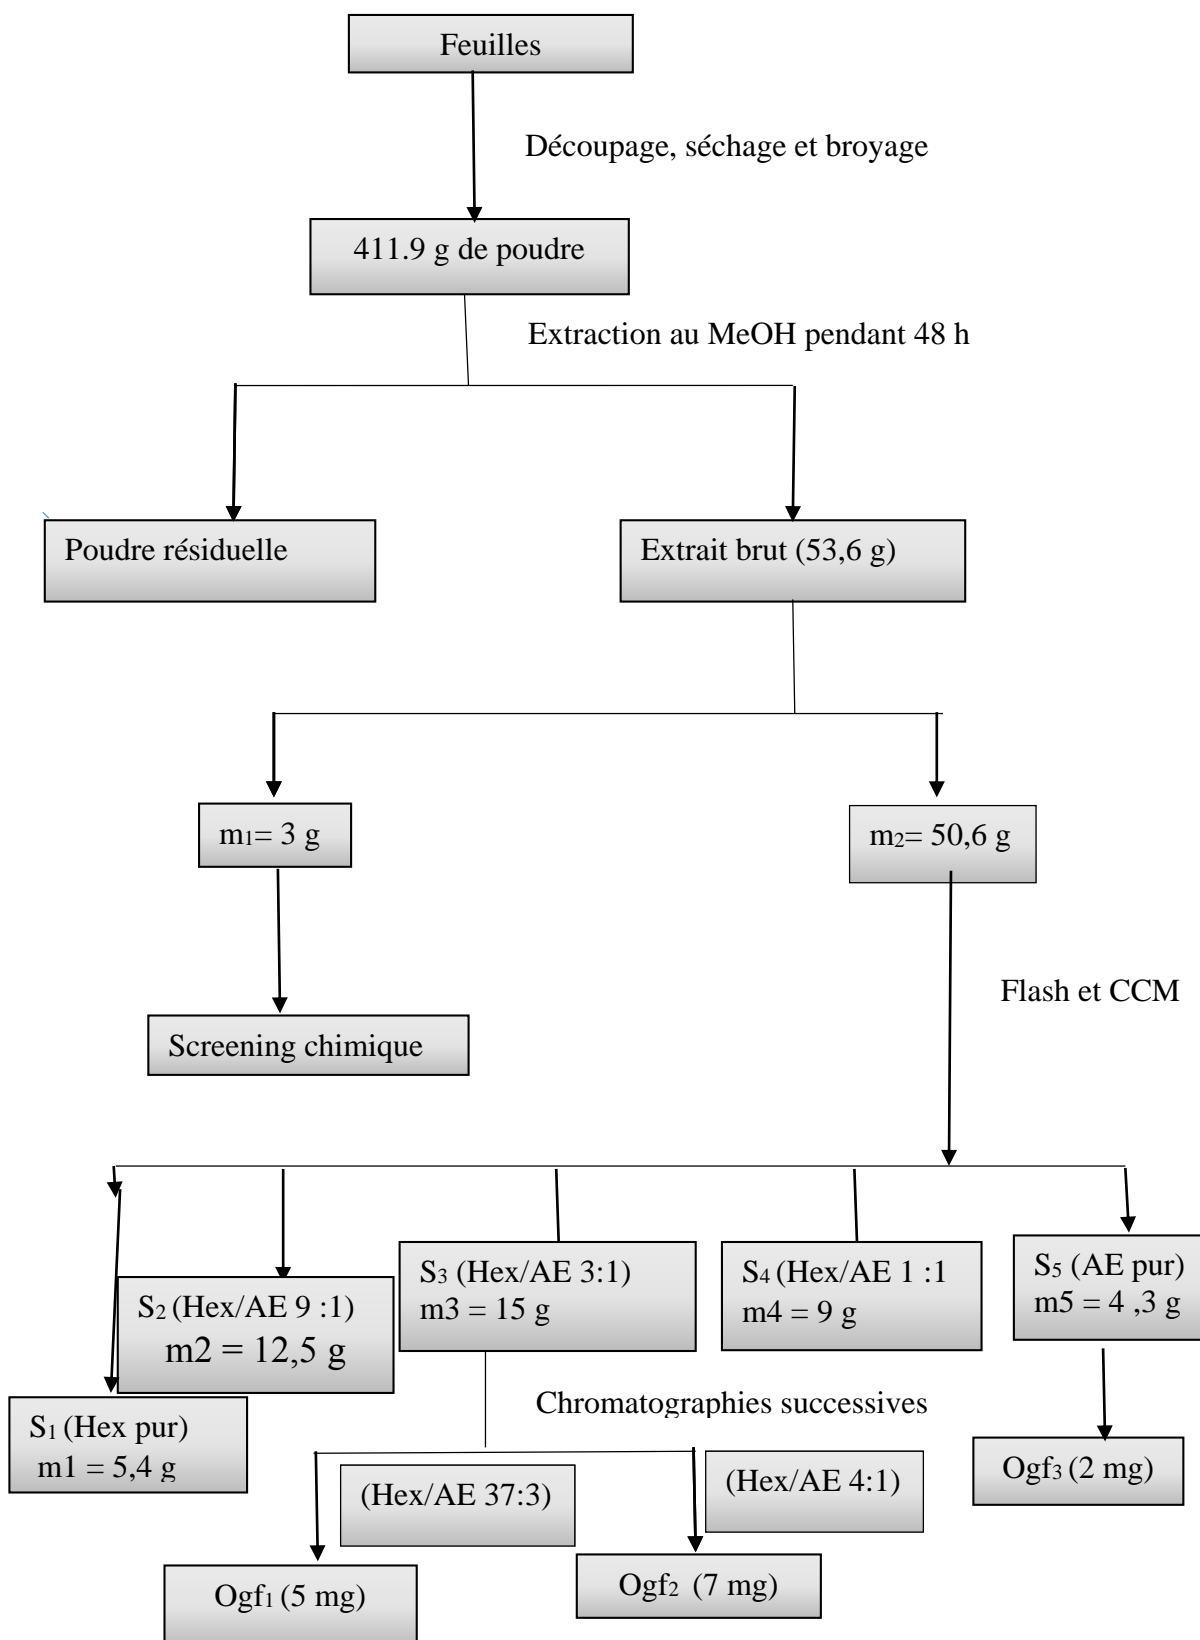 Feuilles
Découpage, séchage et broyage
411.9 g de poudre
Extraction au MeOH pendant 48 h
Poudre résiduelle
Extrait brut (53,6 g)
m1= 3 g
m2= 50,6 g
Flash et CCM
Screening chimique
S1 (Hex pur)
m1 = 5,4 g
S2 (Hex/AE 9 :1)
m2 = 12,5 g
S3 (Hex/AE 3:1)
m3 = 15 g
S4 (Hex/AE 1 :1
m4 = 9 g
S5 (AE pur)
m5 = 4 ,3 g
Chromatographies successives
(Hex/AE 37:3)
(Hex/AE 4:1)
Ogf1 (5 mg)
Ogf2 (7 mg)
Ogf3 (2 mg)